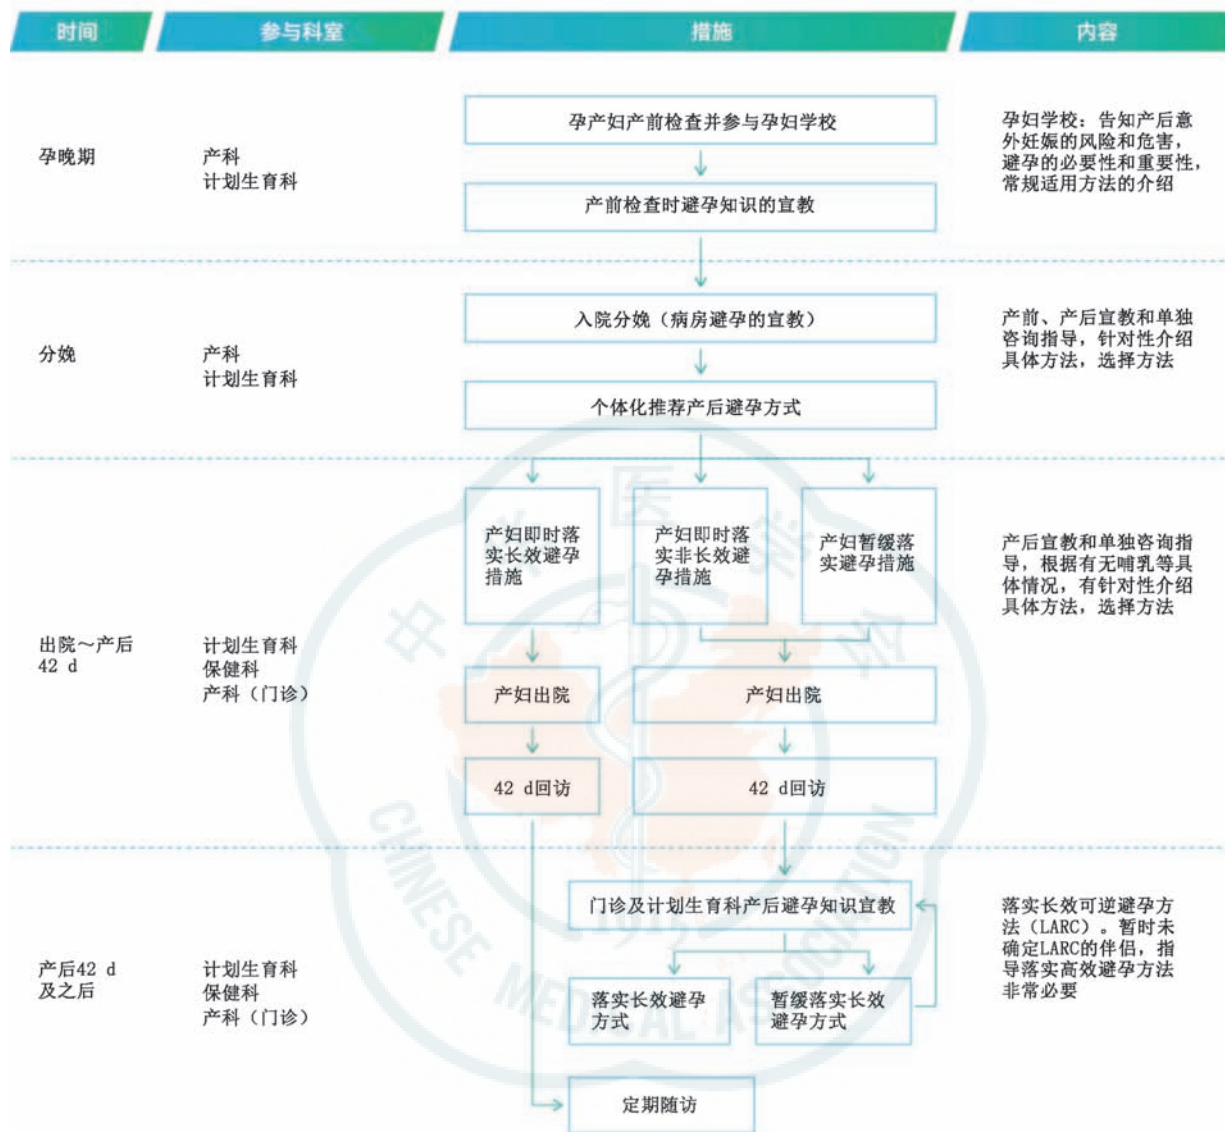 时间
参与科室
措施
内容
孕晚期
产科
计划生育科
孕产妇产前检查并参与孕妇学校
产前检查时避孕知识的宣教
孕妇学校：告知产后意
外妊娠的风险和危害，
避孕的必要性和重要性，
常规适用方法的介绍
分娩
产科
计划生育科
入院分娩（病房避孕的宣教）
个体化推荐产后避孕方式
产前、产后宣教和单独
咨询指导，针对性介绍
具体方法，选择方法
出院～产后
42 d
计划生育科
保健科
产科（门诊）
产妇即时落
实长效避孕
措施
产妇即时落
实非长效避
孕措施
产妇暂缓落
实避孕措施
产妇出院
产妇出院
42 d回访
42 d回访
产后宣教和单独咨询指
导，根据有无哺乳等具
体情况，有针对性介绍
具体方法，选择方法
产后42 d
及之后
计划生育科
保健科
产科（门诊）
门诊及计划生育科产后避孕知识宣教
落实长效避孕
方式
暂缓落实长效
避孕方式
定期随访
落实长效可逆避孕方
法（LARC）。暂时未
确定LARC的伴侣，指
导落实高效避孕方法
非常必要
中华医学会
CHINESE MEDICAL ASSOCIATION